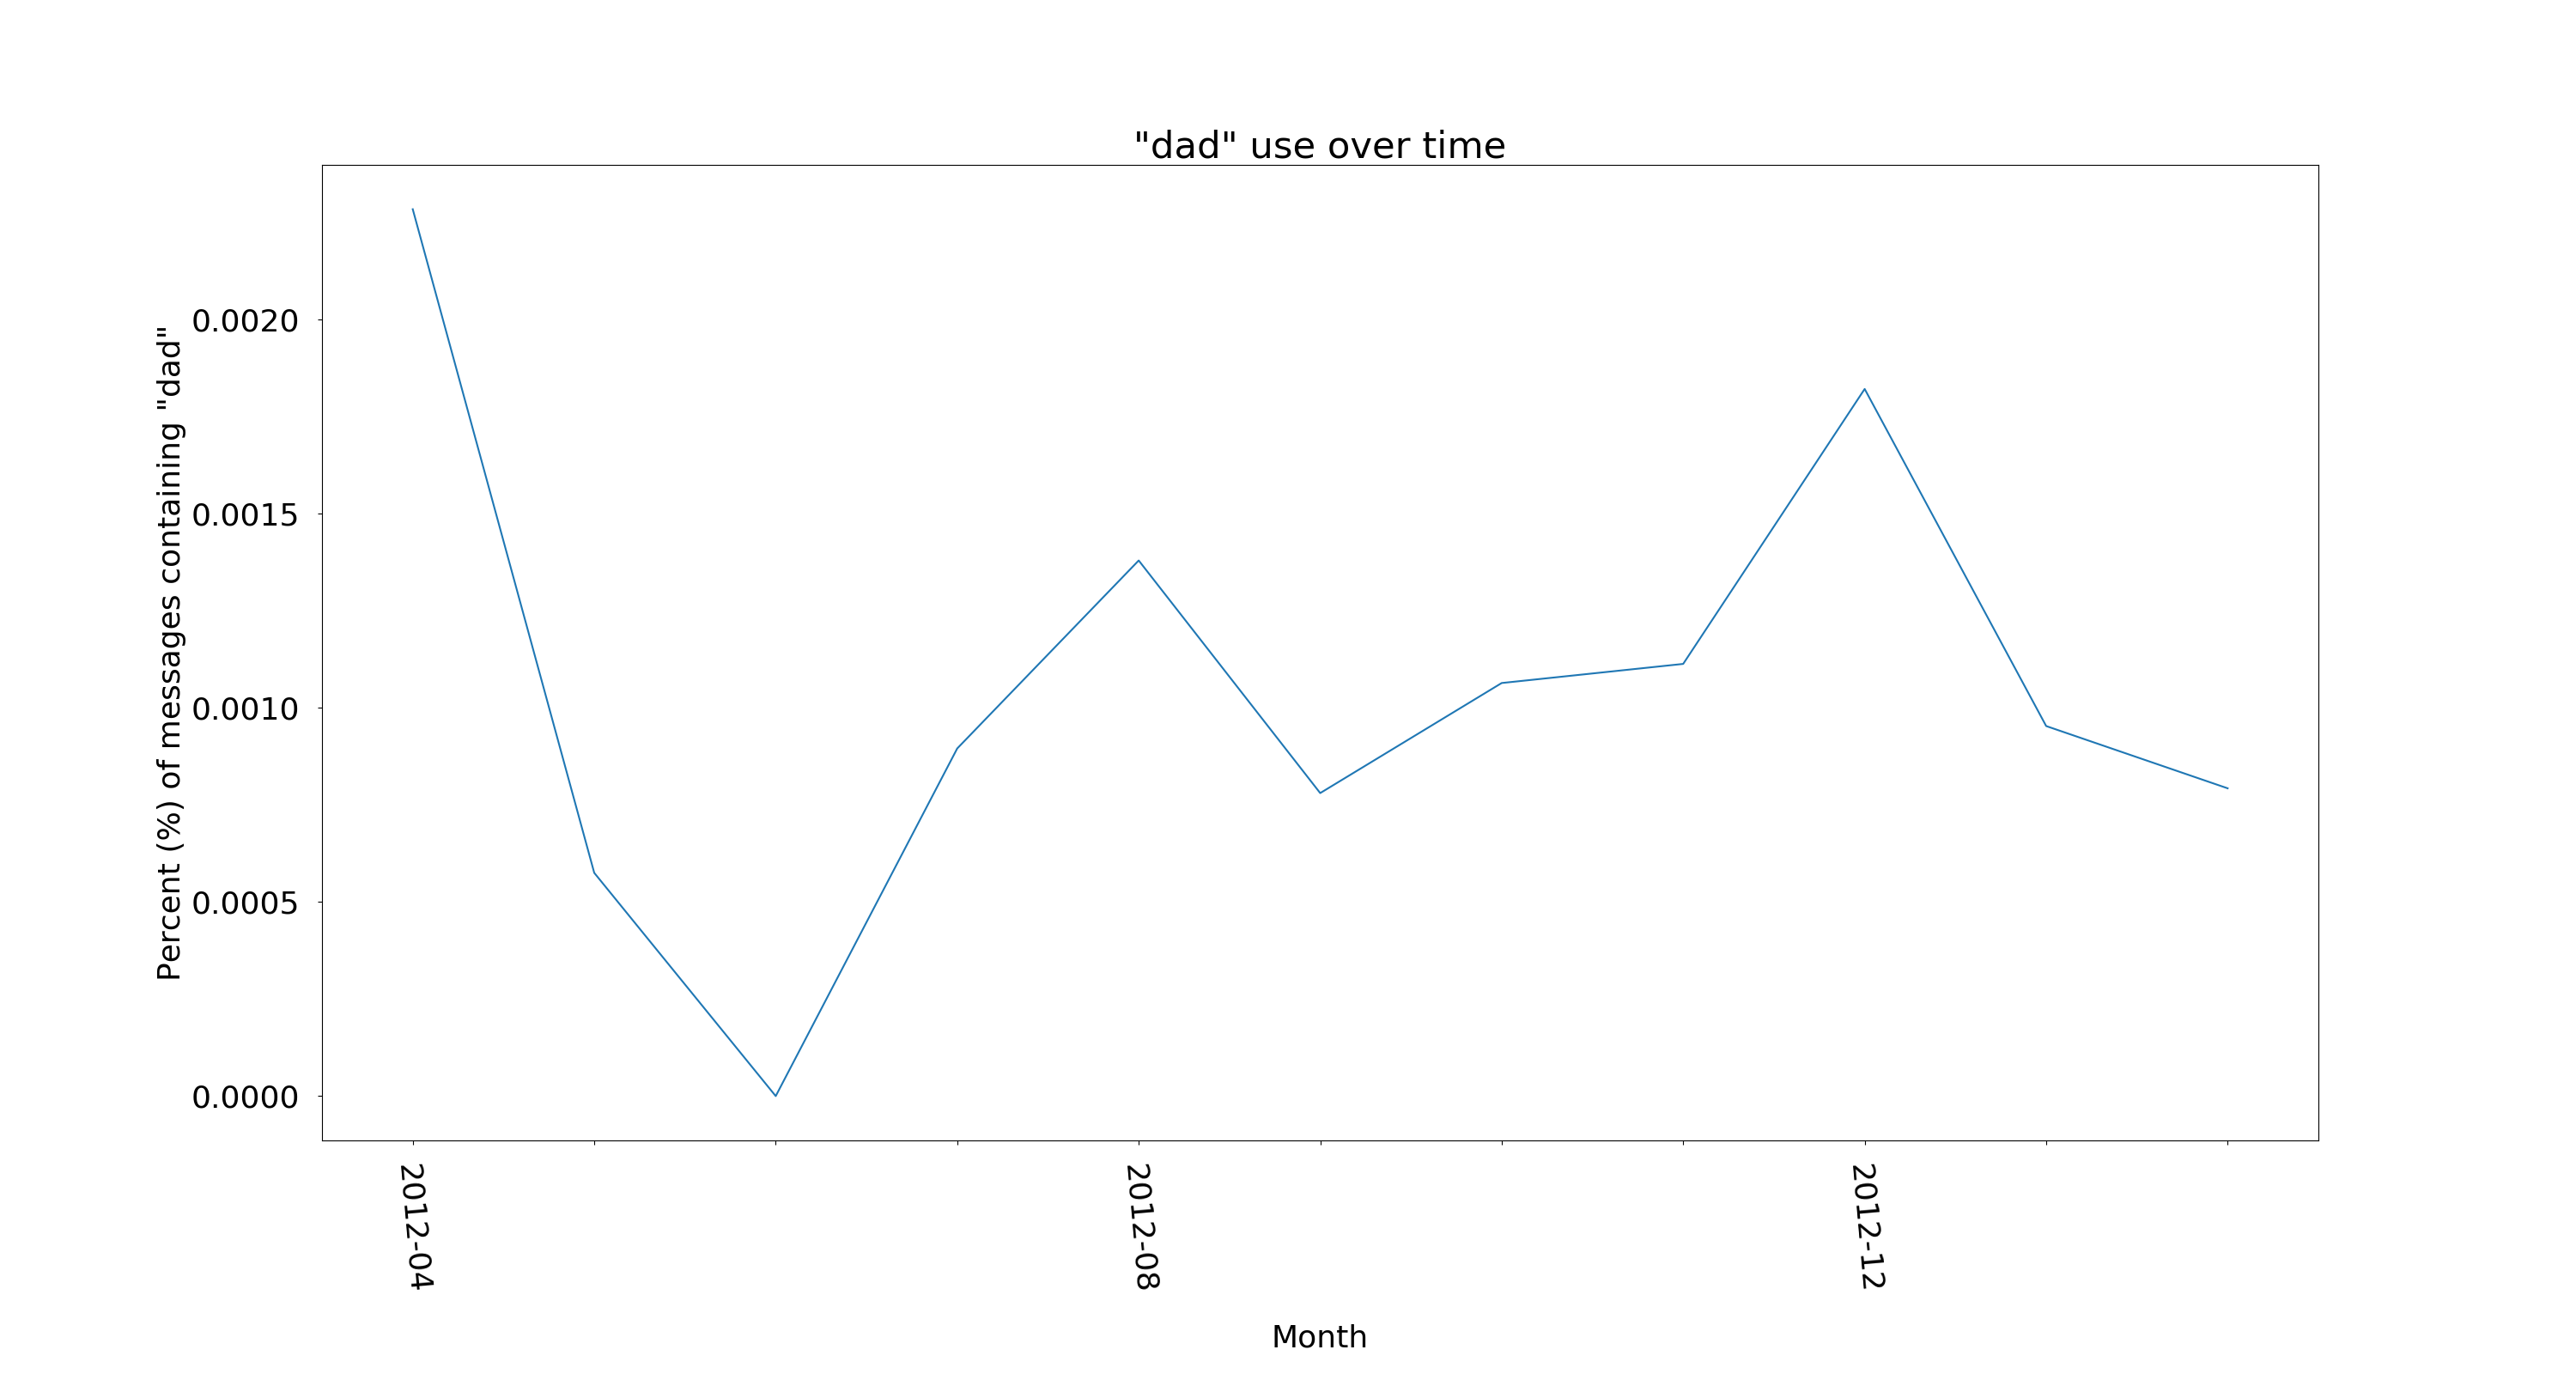 "dad" use over time
Percent (%) of messages containing "dad"
0.0020
0.0015
0.0010
0.0005
0.0000
2012-04
2012-08
2012-12
Month